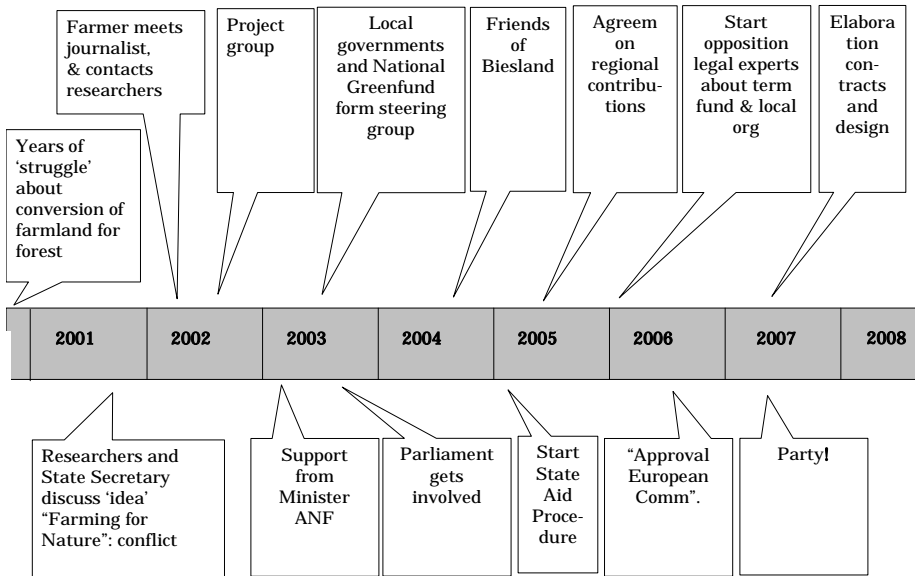 Farmer meets
journalist,
& contacts
researchers
Project
group
Local
governments
and National
Greenfund
form steering
group
Friends
of
Biesland
Agreem
on
regional
contribu-
tions
Start
opposition
legal experts
about term
fund & local
org
Elabora
tion
con-
tracts
and
design
Years of
‘struggle’
about
conversion of
farmland for
forest
2001
2002
2003
2004
2005
2006
2007
2008
Researchers and
State Secretary
discuss ‘idea’
“Farming for
Nature”: conflict
Support
from
Minister
ANF
Parliament
gets
involved
Start
State
Aid
Proce-
dure
“Approval
European
Comm”.
Party!